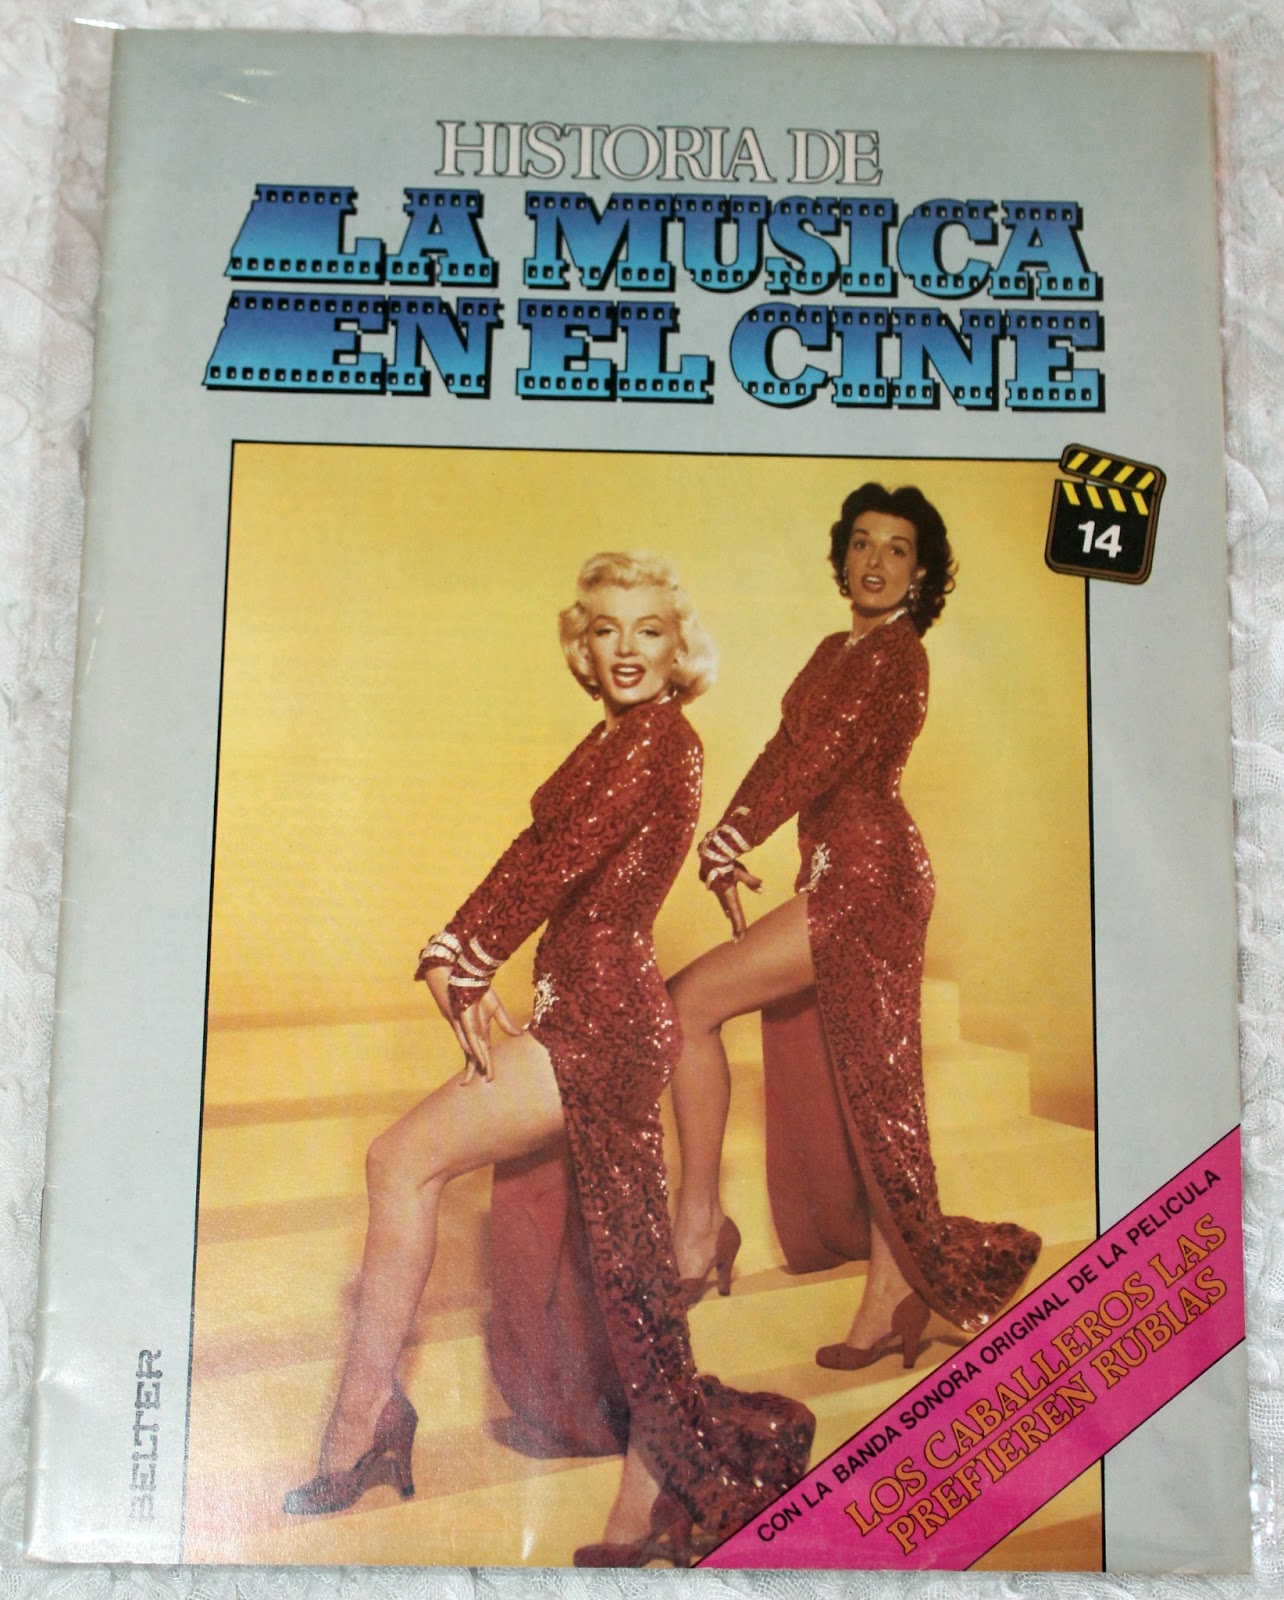 HISTORIA DE
LA MUSICA
EN EL CINE
14
CON LA BANDA SONORA ORIGINAL DE LA PELICULA
LOS CABALLEROS LAS
PREFIEREN RUBIAS
BELTER